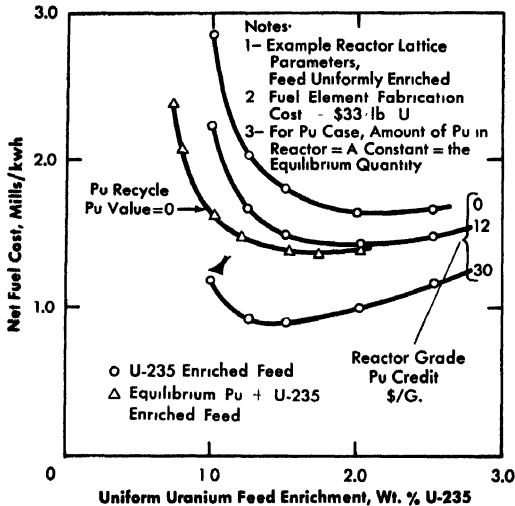 3.0
2.0
1.0
0
Net Fuel Cost, Mills/kwh
Notes·
1– Example Reactor Lattice
Parameters,
Feed Uniformly Enriched
2 Fuel Element Fabrication
Cost - $33·lb U
3– For Pu Case, Amount of Pu in
Reactor = A Constant = the
Equilibrium Quantity
Pu Recycle
Pu Value=0
0
12
30
Reactor Grade
Pu Credit
$/G.
U-235 Enriched Feed
Equilibrium Pu + U-235
Enriched Feed
1 0 2.0 3.0
Uniform Uranium Feed Enrichment, Wt. % U-235